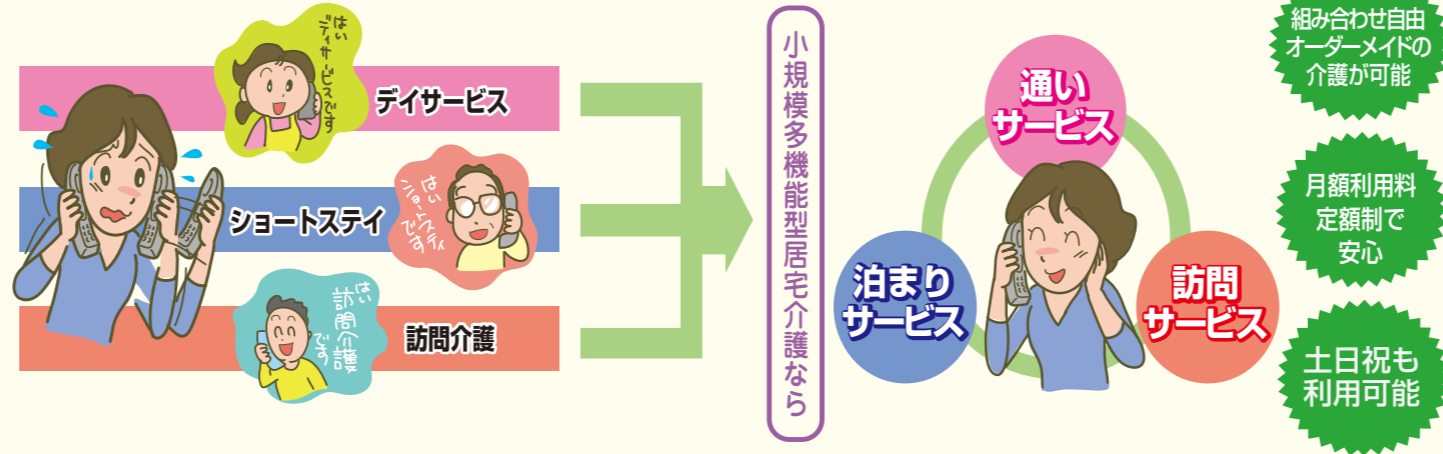 はい
デイサービスです
デイサービス
ショートステイ
はい
ショートステイ
です
はい
訪問介護
です
訪問介護
小規模多機能型居宅介護なら
通い
サービス
泊まり
サービス
訪問
サービス
組み合わせ自由
オーダーメイドの
介護が可能
月額利用料
定額制で
安心
土日祝も
利用可能